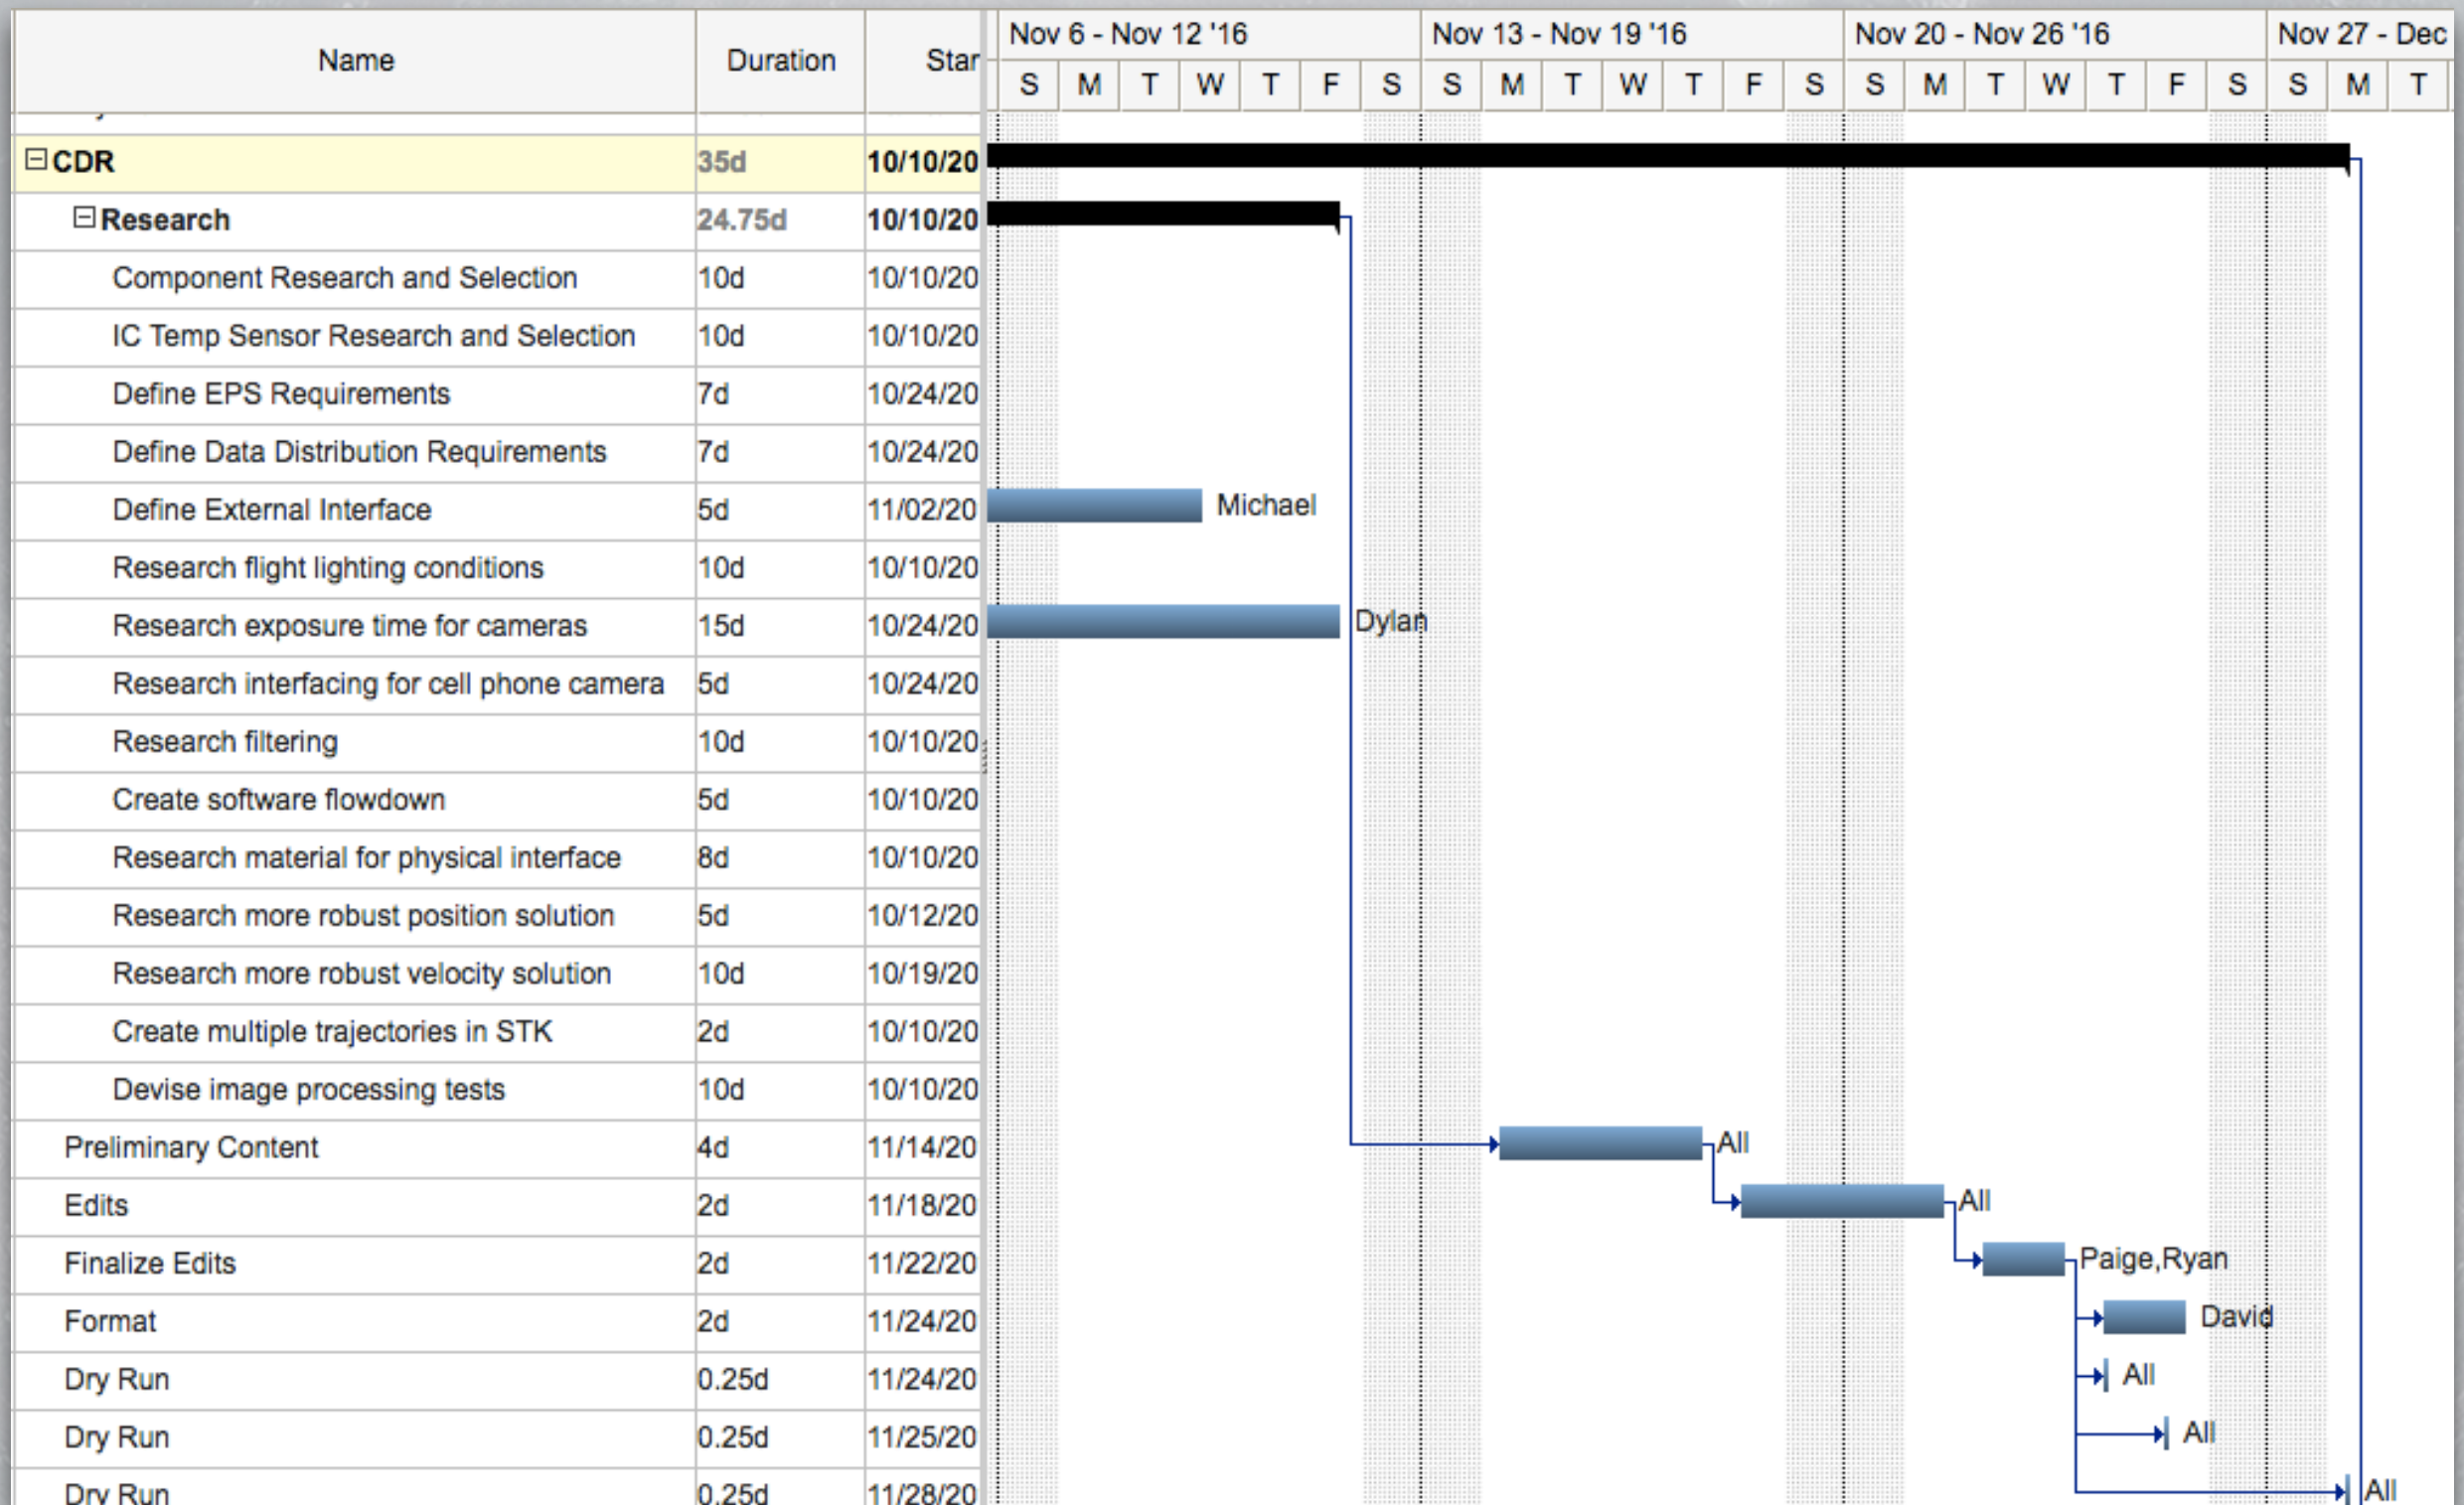 Name Duration Star Nov 6 - Nov 12 '16 Nov 13 - Nov 19 '16 Nov 20 - Nov 26 '16 Nov 27 - Dec
S M T W T F S S M T W T F S S M T W T F S S M T
CDR 35d 10/10/20
Research 24.75d 10/10/20
Component Research and Selection 10d 10/10/20
IC Temp Sensor Research and Selection 10d 10/10/20
Define EPS Requirements 7d 10/24/20
Define Data Distribution Requirements 7d 10/24/20
Define External Interface 5d 11/02/20 Michael
Research flight lighting conditions 10d 10/10/20
Research exposure time for cameras 15d 10/24/20 Dylan
Research interfacing for cell phone camera 5d 10/24/20
Research filtering 10d 10/10/20
Create software flowdown 5d 10/10/20
Research material for physical interface 8d 10/10/20
Research more robust position solution 5d 10/12/20
Research more robust velocity solution 10d 10/19/20
Create multiple trajectories in STK 2d 10/10/20
Devise image processing tests 10d 10/10/20
Preliminary Content 4d 11/14/20 All
Edits 2d 11/18/20 All
Finalize Edits 2d 11/22/20 Paige,Ryan
Format 2d 11/24/20 David
Dry Run 0.25d 11/24/20 All
Dry Run 0.25d 11/25/20 All
Dry Run 0.25d 11/28/20 All